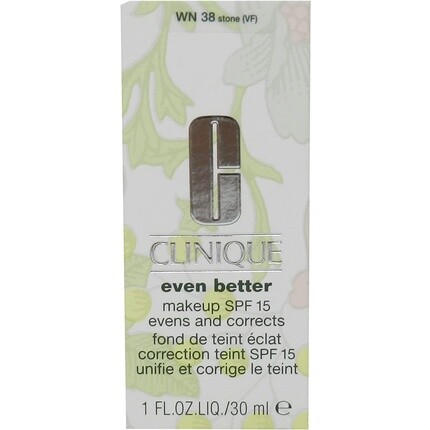 WN 38 stone (VF)
C
CLINIQUE
even better
makeup SPF 15
evens and corrects
fond de teint éclat
correction teint SPF 15
unifie et corrige le teint
1 FL.OZ.LIQ./30 ml ℮